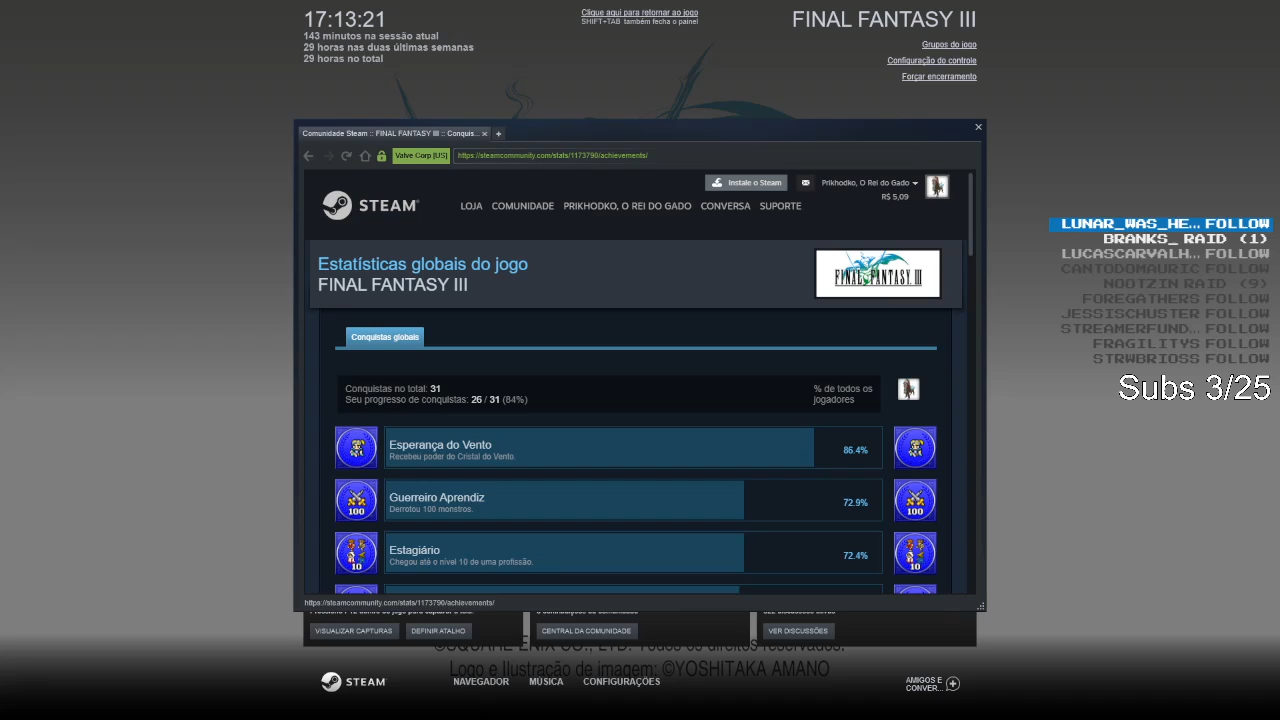 17:13:21
143 minutos na sessão atual
29 horas nas duas últimas semanas
29 horas no total
Clique aqui para retornar ao jogo
SHIFT+TAB também fecha o painel
FINAL FANTASY III
Grupos do jogo
Configuração do controle
Forçar encerramento
Comunidade Steam :: FINAL FANTASY III :: Conquis...
Valve Corp [US]
https://steamcommunity.com/stats/1173790/achievements/
Instale o Steam
Prikhodko, O Rei do Gado
R$ 5,09
STEAM
LOJA COMUNIDADE PRIKHODKO, O REI DO GADO CONVERSA SUPORTE
Estatísticas globais do jogo
FINAL FANTASY III
FINAL FANTASY III
Conquistas globais
Conquistas no total: 31
Seu progresso de conquistas: 26 / 31 (84%)
% de todos os
jogadores
Esperança do Vento
Recebeu poder do Cristal do Vento.
86.4%
Guerreiro Aprendiz
Derrotou 100 monstros.
72.9%
100
100
Estagiário
Chegou até o nível 10 de uma profissão.
72.4%
10
10
https://steamcommunity.com/stats/1173790/achievements/
VISUALIZAR CAPTURAS
DEFINIR ATALHO
CENTRAL DA COMUNIDADE
VER DISCUSSÕES
©SQUARE ENIX CO., LTD. Todos os direitos reservados.
Logo e Ilustração de imagem: ©YOSHITAKA AMANO
STEAM
NAVEGADOR
MÚSICA
CONFIGURAÇÕES
AMIGOS E
CONVER...
LUNAR_WAS_HE... FOLLOW
BRANKS_ RAID (1)
LUCASCARVALH... FOLLOW
CANTODOMAURIC FOLLOW
NOOTZIN RAID (9)
FOREGATHERS FOLLOW
JESSISCHUSTER FOLLOW
STREAMERFUND... FOLLOW
FRAGILITYS FOLLOW
STRWBRIOSS FOLLOW
Subs 3/25